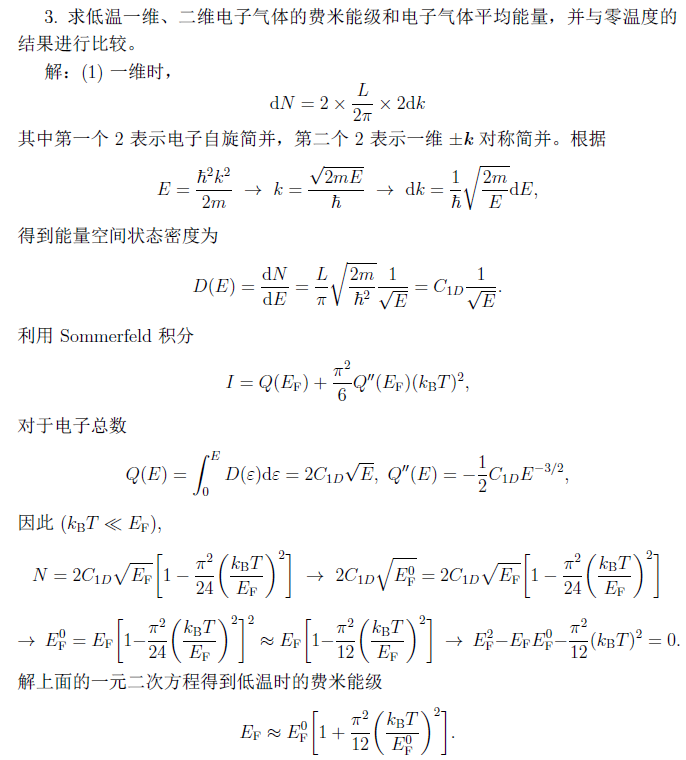 3. 求低温一维、二维电子气体的费米能级和电子气体平均能量，并与零温度的
结果进行比较。
解：(1) 一维时，
$$\mathrm{d}N = 2 \times \frac{L}{2\pi} \times 2\mathrm{d}k$$
其中第一个 2 表示电子自旋简并，第二个 2 表示一维 $\pm\boldsymbol{k}$ 对称简并。根据
$$E = \frac{\hbar^2 k^2}{2m} \rightarrow k = \frac{\sqrt{2mE}}{\hbar} \rightarrow \mathrm{d}k = \frac{1}{\hbar}\sqrt{\frac{2m}{E}}\mathrm{d}E,$$
得到能量空间状态密度为
$$D(E) = \frac{\mathrm{d}N}{\mathrm{d}E} = \frac{L}{\pi}\sqrt{\frac{2m}{\hbar^2}}\frac{1}{\sqrt{E}} = C_{1D}\frac{1}{\sqrt{E}}.$$
利用 Sommerfeld 积分
$$I = Q(E_{\mathrm{F}}) + \frac{\pi^2}{6}Q''(E_{\mathrm{F}})(k_{\mathrm{B}}T)^2,$$
对于电子总数
$$Q(E) = \int_0^E D(\varepsilon)\mathrm{d}\varepsilon = 2C_{1D}\sqrt{E},\ Q''(E) = -\frac{1}{2}C_{1D}E^{-3/2},$$
因此 ($k_{\mathrm{B}}T \ll E_{\mathrm{F}}$),
$$N = 2C_{1D}\sqrt{E_{\mathrm{F}}}\left[1 - \frac{\pi^2}{24}\left(\frac{k_{\mathrm{B}}T}{E_{\mathrm{F}}}\right)^2\right] \rightarrow 2C_{1D}\sqrt{E_{\mathrm{F}}^0} = 2C_{1D}\sqrt{E_{\mathrm{F}}}\left[1 - \frac{\pi^2}{24}\left(\frac{k_{\mathrm{B}}T}{E_{\mathrm{F}}}\right)^2\right]$$
$$\rightarrow E_{\mathrm{F}}^0 = E_{\mathrm{F}}\left[1 - \frac{\pi^2}{24}\left(\frac{k_{\mathrm{B}}T}{E_{\mathrm{F}}}\right)^2\right]^2 \approx E_{\mathrm{F}}\left[1 - \frac{\pi^2}{12}\left(\frac{k_{\mathrm{B}}T}{E_{\mathrm{F}}}\right)^2\right] \rightarrow E_{\mathrm{F}}^2 - E_{\mathrm{F}}E_{\mathrm{F}}^0 - \frac{\pi^2}{12}(k_{\mathrm{B}}T)^2 = 0.$$
解上面的一元二次方程得到低温时的费米能级
$$E_{\mathrm{F}} \approx E_{\mathrm{F}}^0\left[1 + \frac{\pi^2}{12}\left(\frac{k_{\mathrm{B}}T}{E_{\mathrm{F}}^0}\right)^2\right].$$